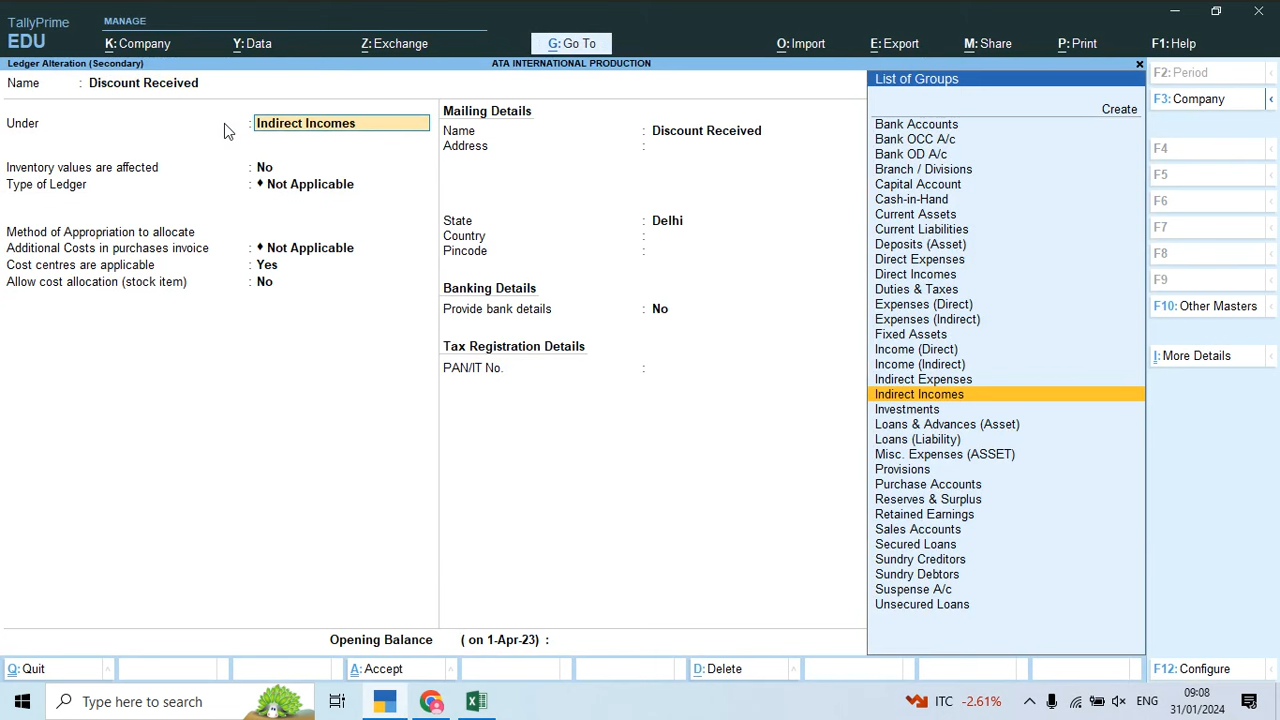 TallyPrime
EDU
MANAGE
K: Company
Y: Data
Z: Exchange
G: Go To
O: Import
E: Export
M: Share
P: Print
F1: Help
Ledger Alteration (Secondary)
ATA INTERNATIONAL PRODUCTION
Name : Discount Received
Under : Indirect Incomes
Inventory values are affected : No
Type of Ledger : ♦ Not Applicable
Method of Appropriation to allocate
Additional Costs in purchases invoice : ♦ Not Applicable
Cost centres are applicable : Yes
Allow cost allocation (stock item) : No
Mailing Details
Name : Discount Received
Address :
State : Delhi
Country :
Pincode :
Banking Details
Provide bank details : No
Tax Registration Details
PAN/IT No. :
Opening Balance ( on 1-Apr-23) :
List of Groups
Create
Bank Accounts
Bank OCC A/c
Bank OD A/c
Branch / Divisions
Capital Account
Cash-in-Hand
Current Assets
Current Liabilities
Deposits (Asset)
Direct Expenses
Direct Incomes
Duties & Taxes
Expenses (Direct)
Expenses (Indirect)
Fixed Assets
Income (Direct)
Income (Indirect)
Indirect Expenses
Indirect Incomes
Investments
Loans & Advances (Asset)
Loans (Liability)
Misc. Expenses (ASSET)
Provisions
Purchase Accounts
Reserves & Surplus
Retained Earnings
Sales Accounts
Secured Loans
Sundry Creditors
Sundry Debtors
Suspense A/c
Unsecured Loans
F2: Period
F3: Company
F4
F5
F6
F7
F8
F9
F10: Other Masters
I: More Details
Q: Quit
A: Accept
D: Delete
F12: Configure
Type here to search
ITC -2.61%
ENG
09:08
31/01/2024